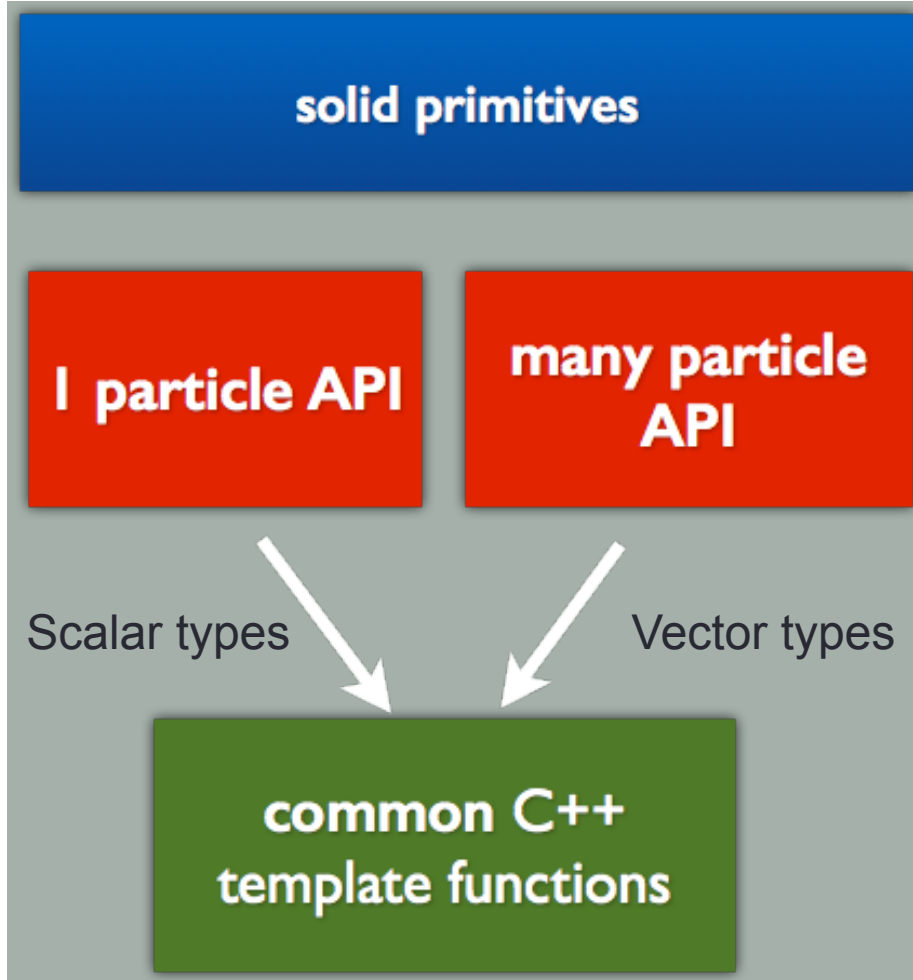 solid primitives
1 particle API
many particle
API
Scalar types
Vector types
common C++
template functions